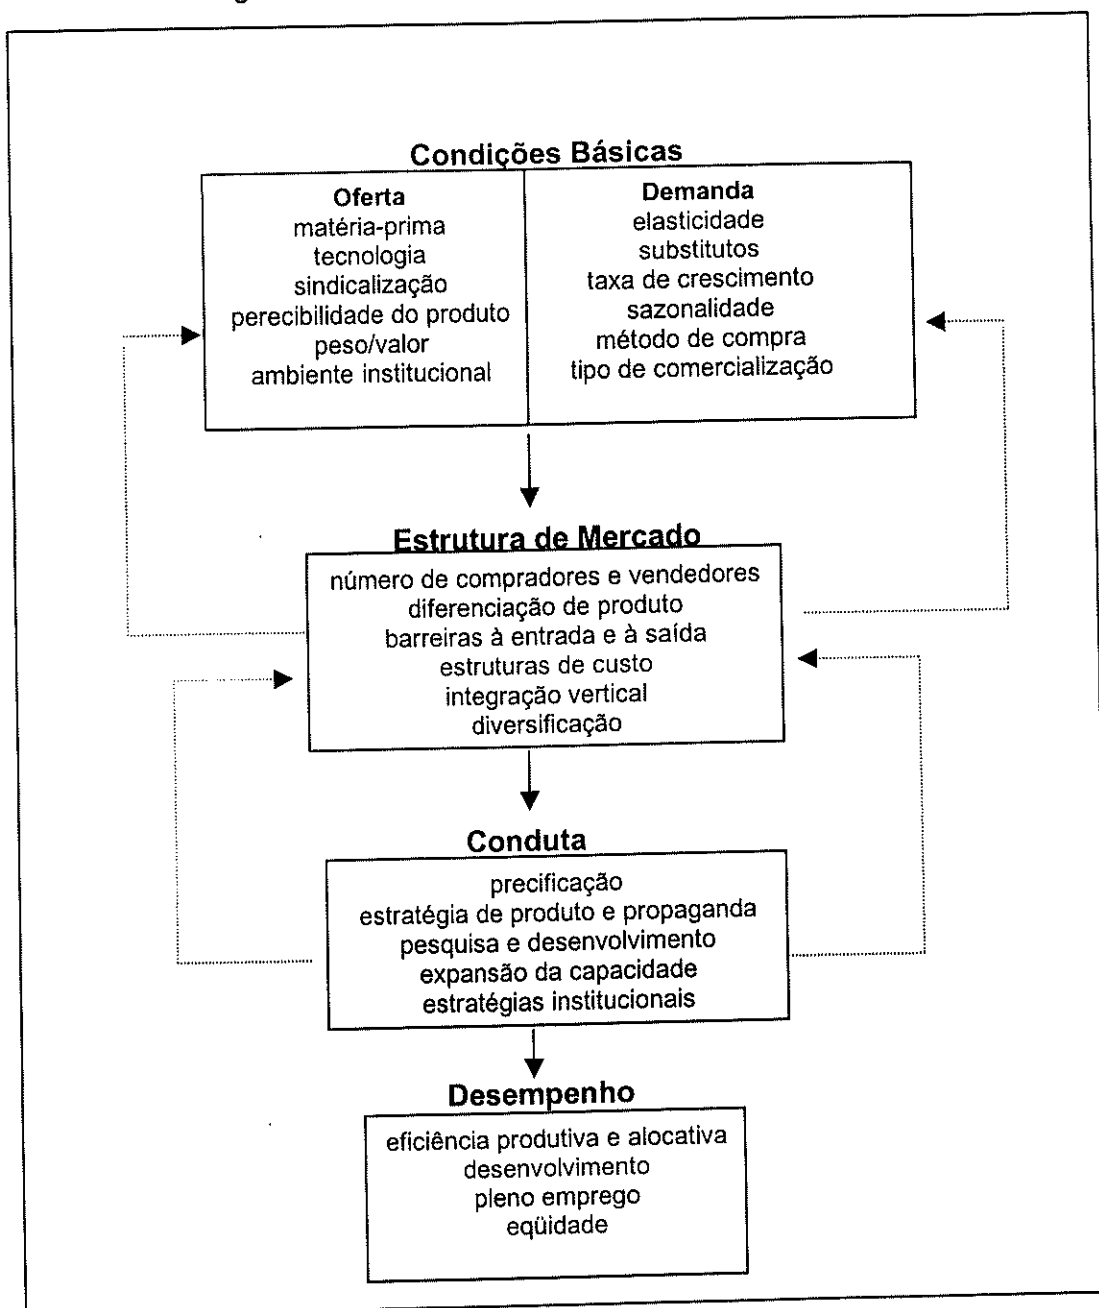 Condições Básicas
Oferta
matéria-prima
tecnologia
sindicalização
perecibilidade do produto
peso/valor
ambiente institucional
Demanda
elasticidade
substitutos
taxa de crescimento
sazonalidade
método de compra
tipo de comercialização
Estrutura de Mercado
número de compradores e vendedores
diferenciação de produto
barreiras à entrada e à saída
estruturas de custo
integração vertical
diversificação
Conduta
precificação
estratégia de produto e propaganda
pesquisa e desenvolvimento
expansão da capacidade
estratégias institucionais
Desempenho
eficiência produtiva e alocativa
desenvolvimento
pleno emprego
eqüidade